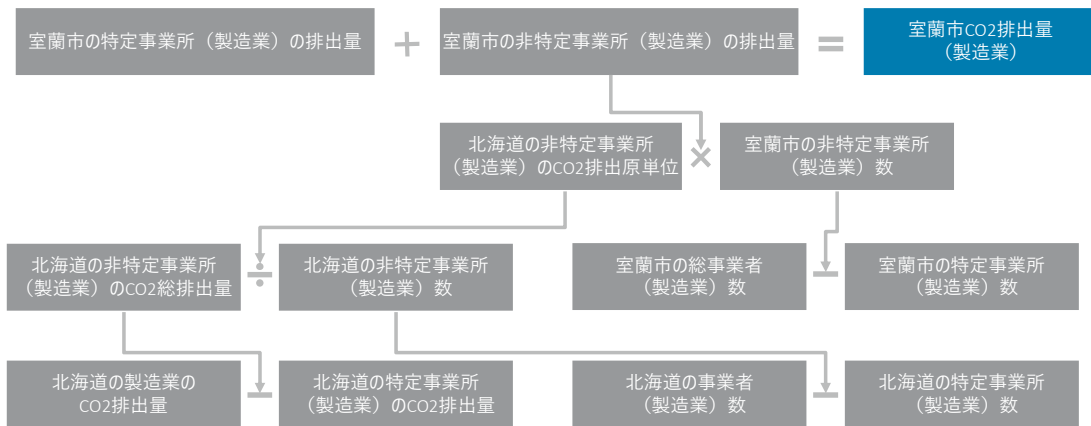 室蘭市の特定事業所（製造業）の排出量
+
室蘭市の非特定事業所（製造業）の排出量
=
室蘭市CO2排出量
（製造業）
北海道の非特定事業所
（製造業）のCO2排出原単位
×
室蘭市の非特定事業所
（製造業）数
北海道の非特定事業所
（製造業）のCO2総排出量
÷
北海道の非特定事業所
（製造業）数
室蘭市の総事業者
（製造業）数
−
室蘭市の特定事業所
（製造業）数
北海道の製造業の
CO2排出量
−
北海道の特定事業所
（製造業）のCO2排出量
北海道の事業者
（製造業）数
−
北海道の特定事業所
（製造業）数